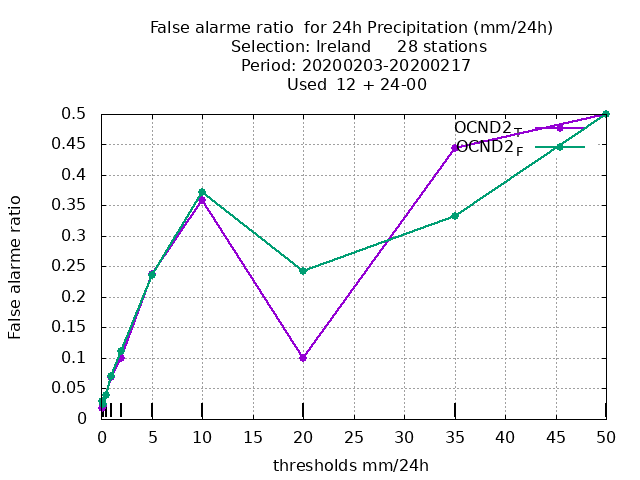 False alarme ratio  for 24h Precipitation (mm/24h)
Selection: Ireland     28 stations
Period: 20200203-20200217
Used  12 + 24-00
OCND2T
OCND2F
False alarme ratio
0.5
0.45
0.4
0.35
0.3
0.25
0.2
0.15
0.1
0.05
0
0 5 10 15 20 25 30 35 40 45 50
thresholds mm/24h